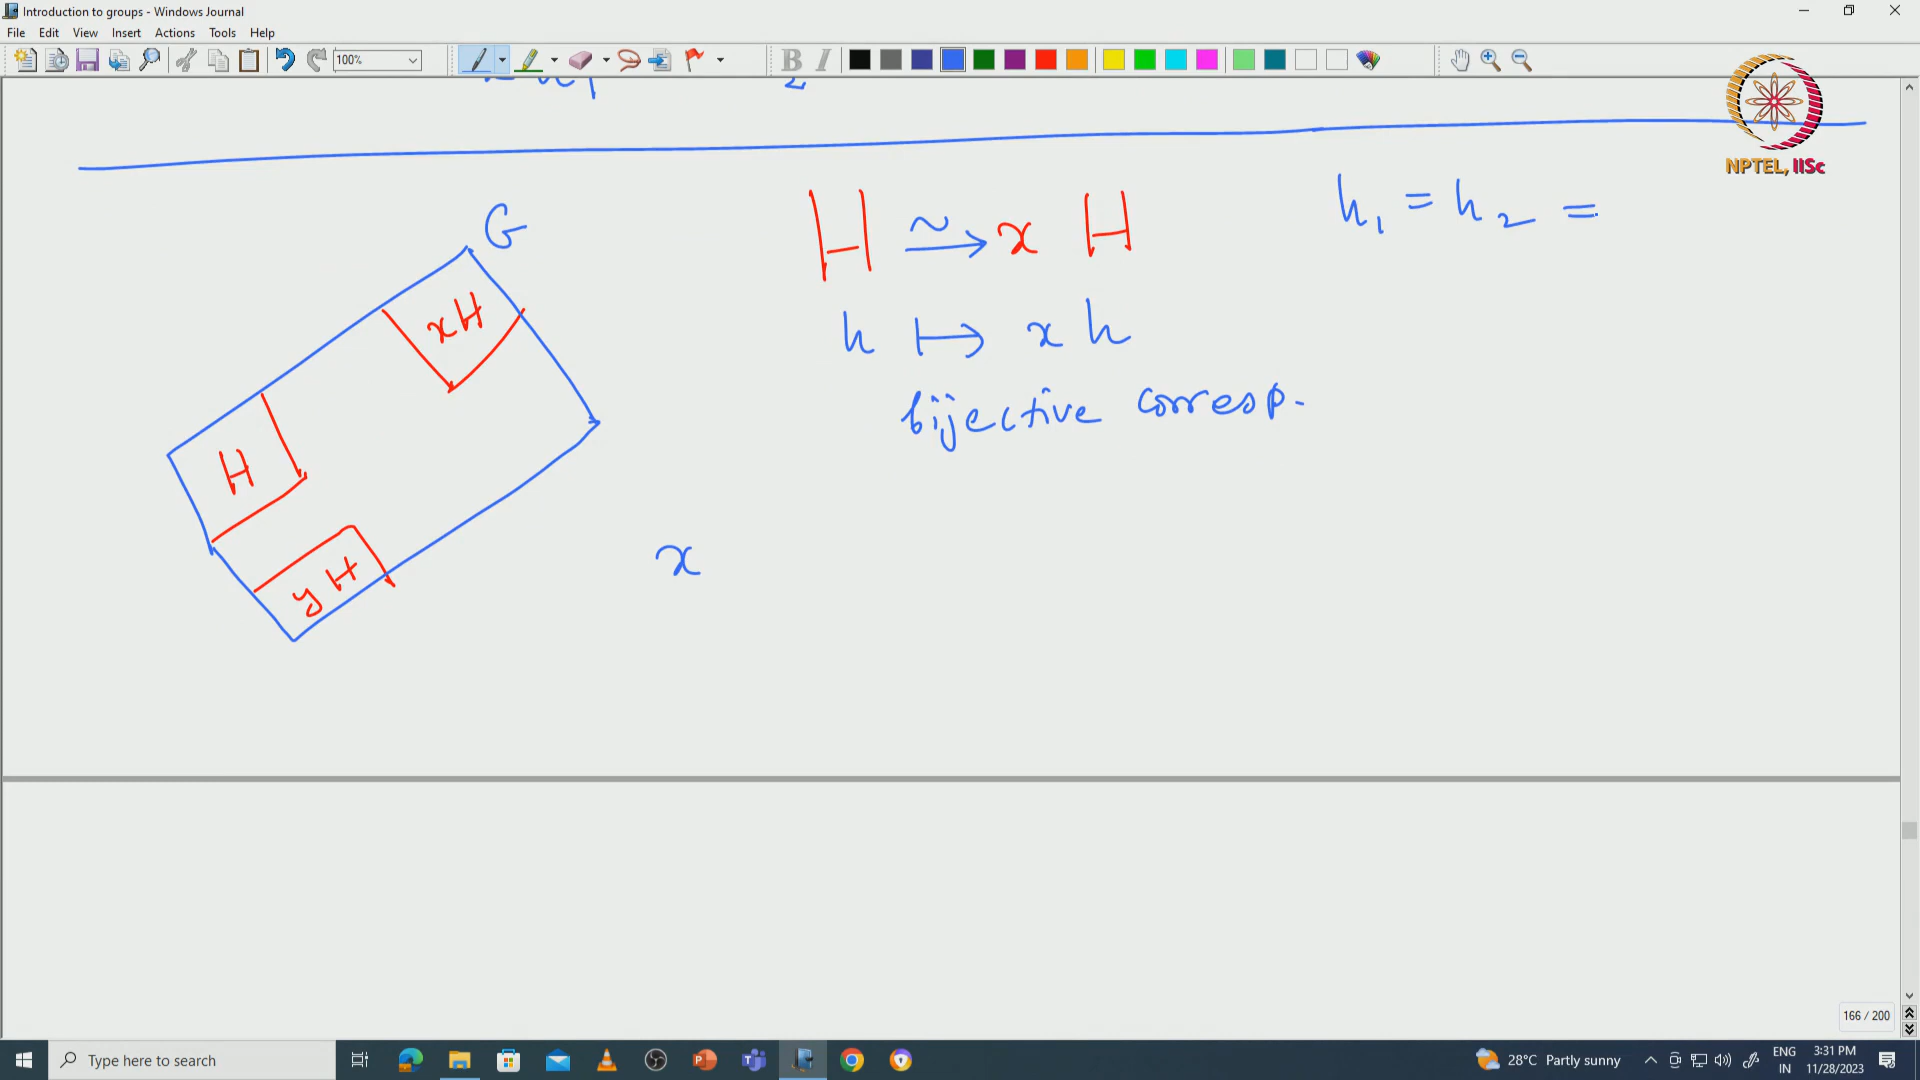 Introduction to groups - Windows Journal
File Edit View Insert Actions Tools Help
100%
B I
NPTEL, IISc
G
H ⥲ x H
h₁ = h₂ =
xH
h ↦ x h
bijective corresp.
H
x
yH
166 / 200
Type here to search
28°C Partly sunny
ENG
IN
3:31 PM
11/28/2023